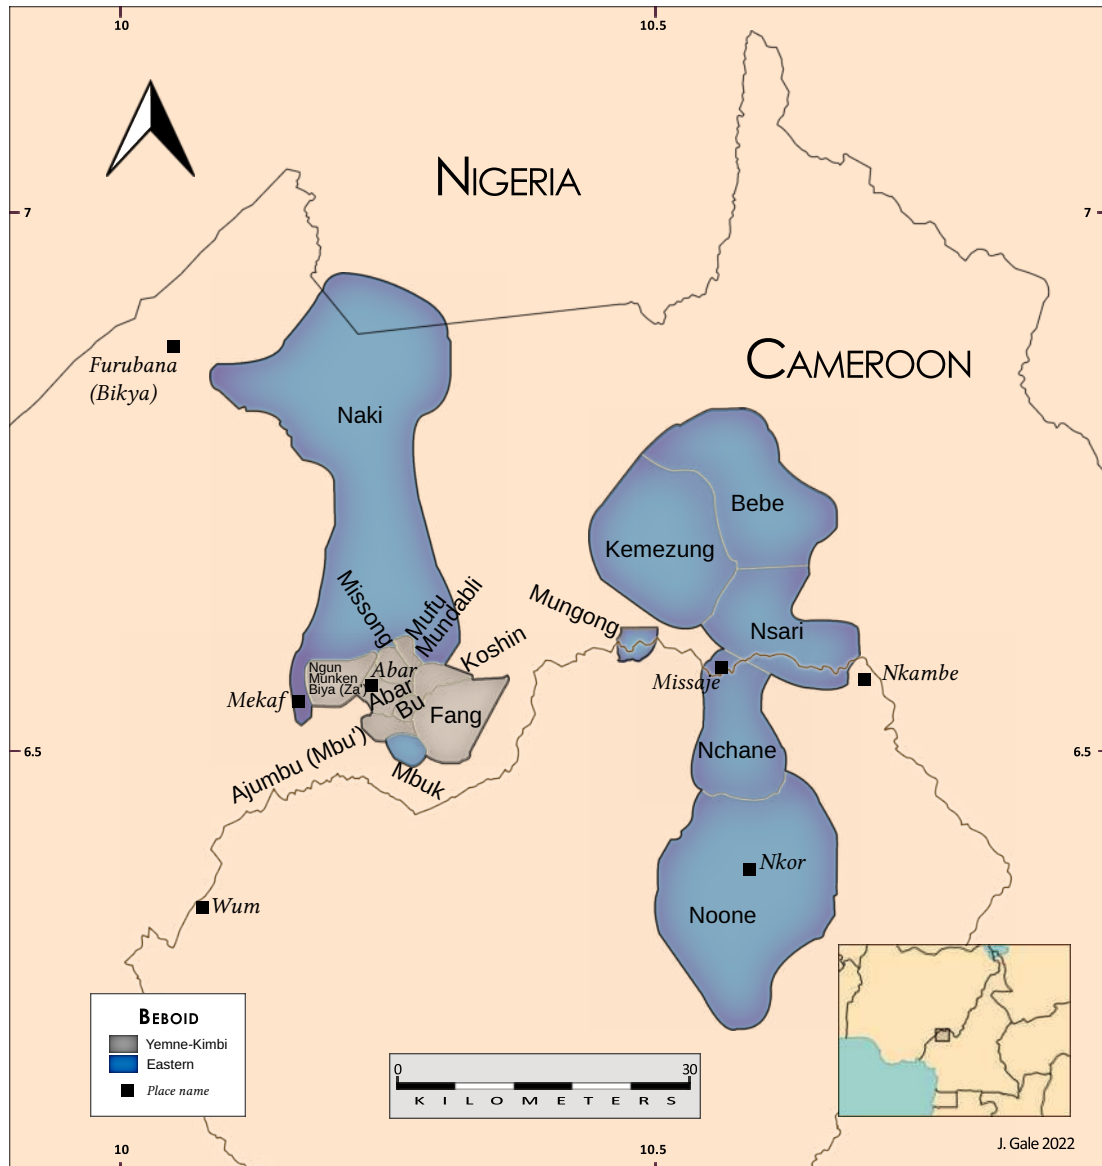 10
10.5
NIGERIA
7
7
CAMEROON
Furubana
(Bikya)
Naki
Bebe
Kemezung
Missong
Mufu
Mundabli
Mungong
Nsari
Koshin
Ngun
Munken
Biya (Za')
Abar
Missaje
Nkambe
Mekaf
Abar
Bu
Fang
6.5
6.5
Nchane
Ajumbu (Mbu')
Mbuk
Nkor
Wum
Noone
BEBOID
Yemne-Kimbi
Eastern
Place name
0
30
KILOMETERS
10
10.5
J. Gale 2022